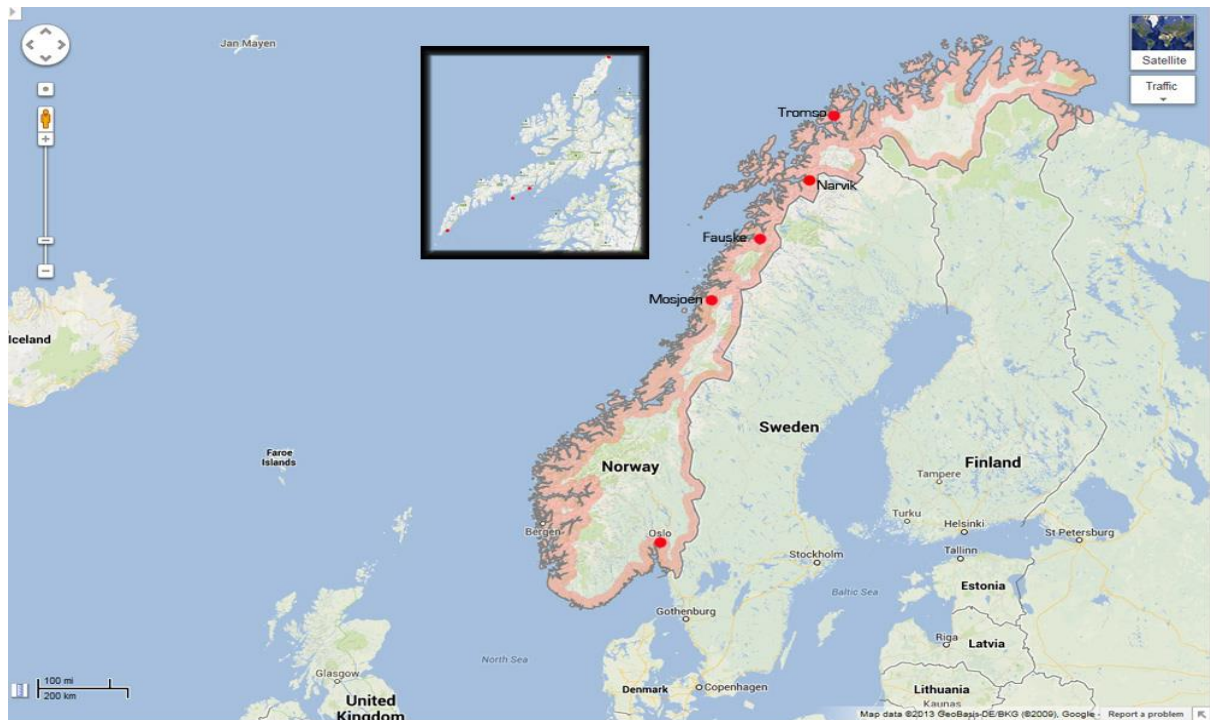 Jan Mayen
Satellite
Traffic
Tromsø
Narvik
Fauske
Mosjoen
Iceland
Sweden
Faroe
Islands
Norway
Finland
Tampere
Bergen
Oslo
Turku
Helsinki
St Petersburg
Stockholm
Tallinn
Estonia
Baltic Sea
Gothenburg
Riga
Latvia
North Sea
Glasgow
100 mi
200 km
United
Kingdom
Denmark
Copenhagen
Lithuania
Kaunas
Map data ©2013 GeoBasis-DE/BKG (©2009), Google - Report a problem